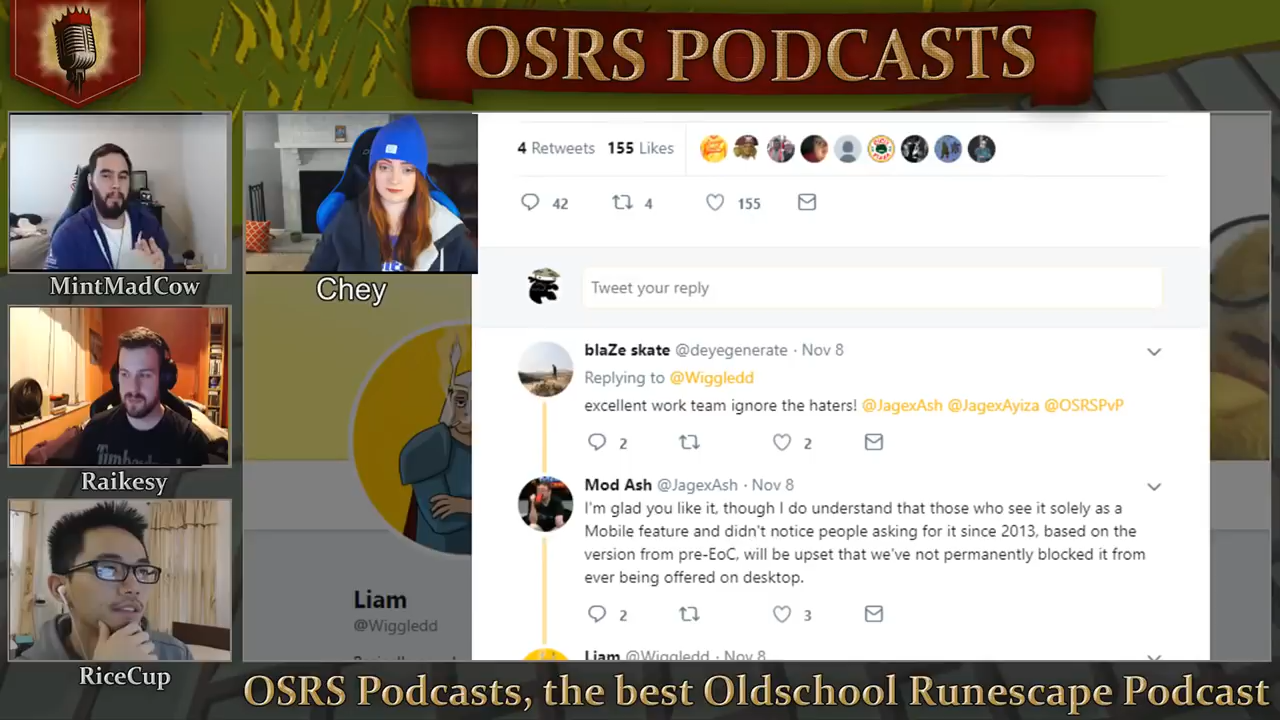 OSRS PODCASTS
MintMadCow
Chey
Raikesy
RiceCup
4 Retweets 155 Likes
42 4 155
Tweet your reply
blaZe skate @deyegenerate · Nov 8
Replying to @Wiggledd
excellent work team ignore the haters! @JagexAsh @JagexAyiza @OSRSPvP
2 2
Mod Ash @JagexAsh · Nov 8
I'm glad you like it, though I do understand that those who see it solely as a
Mobile feature and didn't notice people asking for it since 2013, based on the
version from pre-EoC, will be upset that we've not permanently blocked it from
ever being offered on desktop.
2 3
Liam @Wiggledd · Nov 8
Liam
@Wiggledd
OSRS Podcasts, the best Oldschool Runescape Podcast